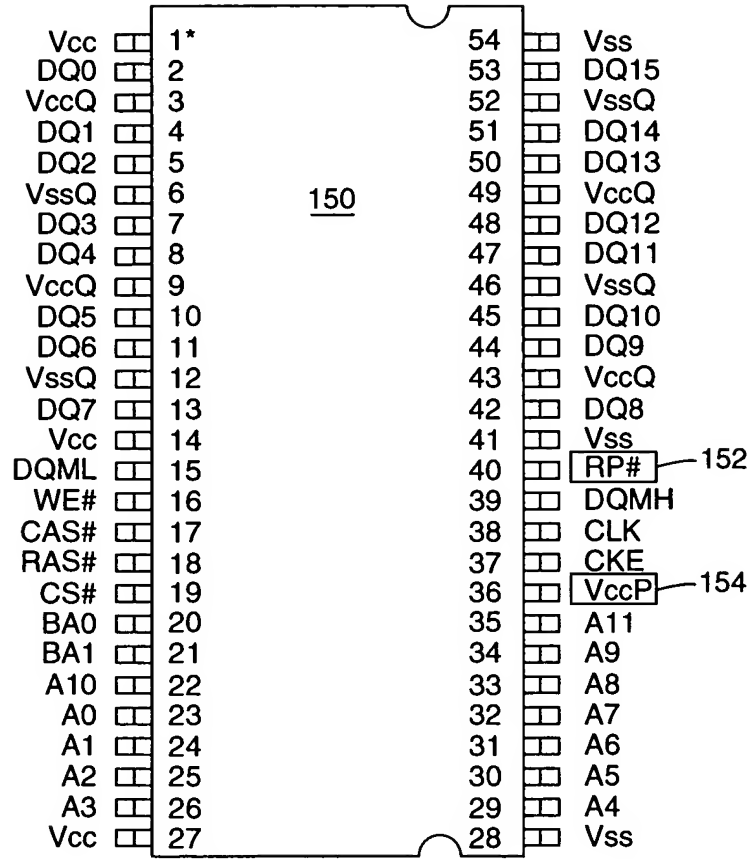 Vcc 1* 54 Vss
DQ0 2 53 DQ15
VccQ 3 52 VssQ
DQ1 4 51 DQ14
DQ2 5 50 DQ13
VssQ 6 150 49 VccQ
DQ3 7 48 DQ12
DQ4 8 47 DQ11
VccQ 9 46 VssQ
DQ5 10 45 DQ10
DQ6 11 44 DQ9
VssQ 12 43 VccQ
DQ7 13 42 DQ8
Vcc 14 41 Vss
DQML 15 40 RP# 152
WE# 16 39 DQMH
CAS# 17 38 CLK
RAS# 18 37 CKE
CS# 19 36 VccP 154
BA0 20 35 A11
BA1 21 34 A9
A10 22 33 A8
A0 23 32 A7
A1 24 31 A6
A2 25 30 A5
A3 26 29 A4
Vcc 27 28 Vss